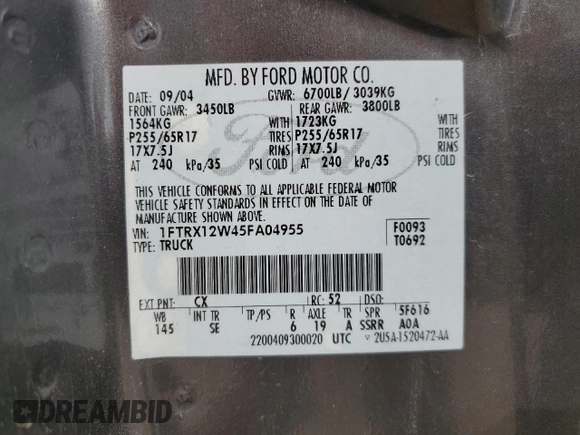 MFD. BY FORD MOTOR CO.
DATE: 09/04 GVWR: 6700LB/ 3039KG
FRONT GAWR: 3450LB REAR GAWR: 3800LB
1564KG WITH 1723KG WITH
P255/65R17 TIRES P255/65R17 TIRES
17X7.5J RIMS 17X7.5J RIMS
AT 240 kPa/35 PSI COLD AT 240 kPa/35 PSI COLD
THIS VEHICLE CONFORMS TO ALL APPLICABLE FEDERAL MOTOR
VEHICLE SAFETY STANDARDS IN EFFECT ON THE DATE OF
MANUFACTURE SHOWN ABOVE.
VIN: 1FTRX12W45FA04955 F0093
TYPE: TRUCK T0692
EXT PNT: CX RC: 52 DSO:
WB INT TR TP/PS R AXLE TR SPR 5F616
145 SE 6 19 A SSRR A0A
2200409300020 UTC ▽ 2U5A-1520472-AA
Ford
DREAMBID